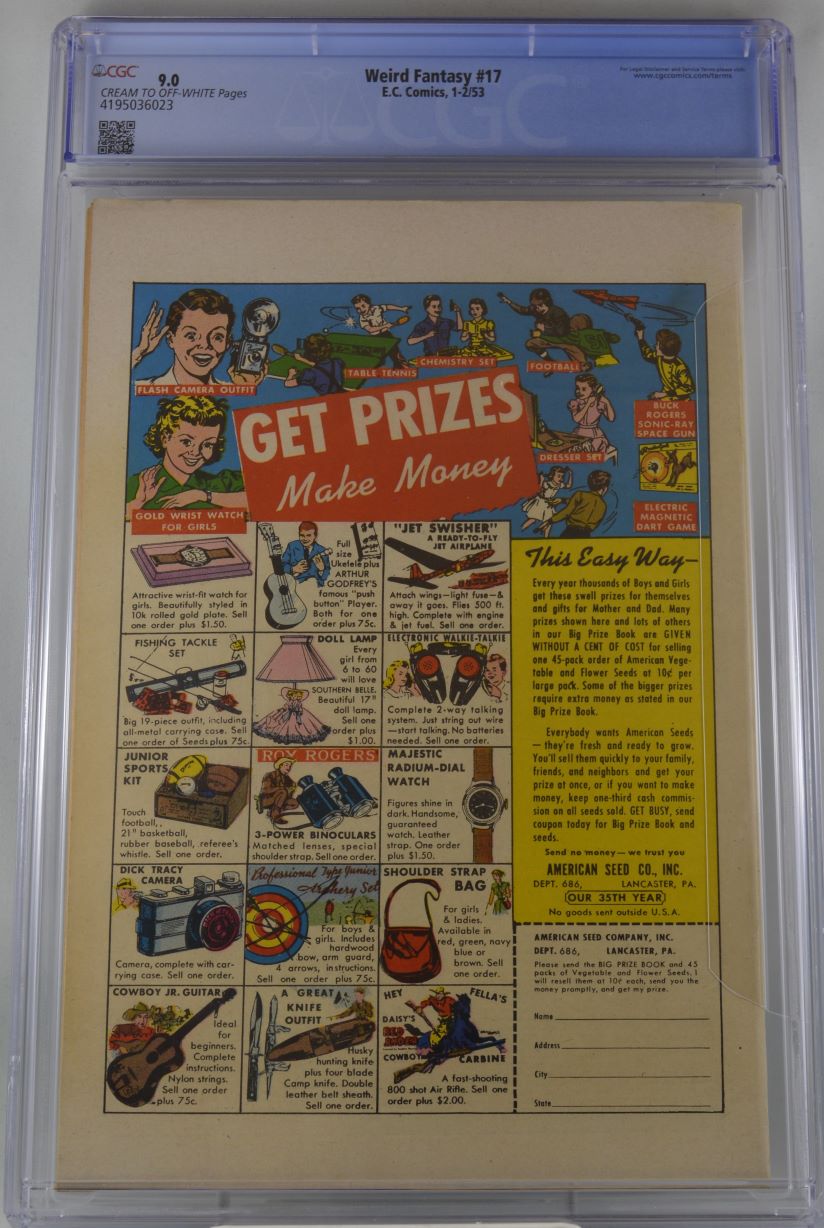 CGC 9.0
CREAM TO OFF-WHITE Pages
4195036023
Weird Fantasy #17
E.C. Comics, 1-2/53
For Legal Disclaimer and Service Terms please visit:
www.cgccomics.com/terms
CGC
FLASH CAMERA OUTFIT
TABLE TENNIS
CHEMISTRY SET
FOOTBALL
BUCK
ROGERS
SONIC-RAY
SPACE GUN
DRESSER SET
GOLD WRIST WATCH
FOR GIRLS
ELECTRIC
MAGNETIC
DART GAME
GET PRIZES
Make Money
Attractive wrist-fit watch for
girls. Beautifully styled in
10k rolled gold plate. Sell
one order plus $1.50.
Full
size
Ukelele plus
ARTHUR
GODFREY'S
famous "push
button" Player.
Both for one
order plus 75c.
"JET SWISHER"
A READY-TO-FLY
JET AIRPLANE
Attach wings—light fuse—&
away it goes. Flies 500 ft.
high. Complete with engine
& jet fuel. Sell one order.
FISHING TACKLE
SET
Big 19-piece outfit, including
all-metal carrying case. Sell
one order of Seeds plus 75c.
DOLL LAMP
Every
girl from
6 to 60
will love
SOUTHERN BELLE.
Beautiful 17"
doll lamp.
Sell one
order plus
$1.00.
ELECTRONIC WALKIE-TALKIE
Complete 2-way talking
system. Just string out wire
—start talking. No batteries
needed. Sell one order.
JUNIOR
SPORTS
KIT
Touch
football,
21" basketball,
rubber baseball, referee's
whistle. Sell one order.
ROY ROGERS
3-POWER BINOCULARS
Matched lenses, special
shoulder strap. Sell one order.
MAJESTIC
RADIUM-DIAL
WATCH
Figures shine in
dark. Handsome,
guaranteed
watch. Leather
strap. One order
plus $1.50.
DICK TRACY
CAMERA
Camera, complete with car-
rying case. Sell one order.
Professional Type Junior
Archery Set
For boys &
girls. Includes
hardwood
bow, arm guard,
4 arrows, instructions.
Sell one order plus 75c.
SHOULDER STRAP
BAG
For girls
& ladies.
Available in
red, green, navy
blue or
brown. Sell
one order.
COWBOY JR. GUITAR
Ideal
for
beginners.
Complete
instructions.
Nylon strings.
Sell one order
plus 75c.
A GREAT
KNIFE
OUTFIT
Husky
hunting knife
plus four blade
Camp knife. Double
leather belt sheath.
Sell one order.
HEY FELLA'S
DAISY'S
RED
RYDER
COWBOY CARBINE
A fast-shooting
800 shot Air Rifle. Sell one
order plus $2.00.
This Easy Way—
Every year thousands of Boys and Girls
get these swell prizes for themselves
and gifts for Mother and Dad. Many
prizes shown here and lots of others
in our Big Prize Book are GIVEN
WITHOUT A CENT OF COST for selling
one 45-pack order of American Vege-
table and Flower Seeds at 10¢ per
large pack. Some of the bigger prizes
require extra money as stated in our
Big Prize Book.
Everybody wants American Seeds
— they're fresh and ready to grow.
You'll sell them quickly to your family,
friends, and neighbors and get your
prize at once, or if you want to make
money, keep one-third cash commis-
sion on all seeds sold. GET BUSY, send
coupon today for Big Prize Book and
seeds.
Send no money— we trust you
AMERICAN SEED CO., INC.
DEPT. 686, LANCASTER, PA.
OUR 35TH YEAR
No goods sent outside U.S.A.
AMERICAN SEED COMPANY, INC.
DEPT. 686, LANCASTER, PA.
Please send the BIG PRIZE BOOK and 45
packs of Vegetable and Flower Seeds. I
will resell them at 10¢ each, send you the
money promptly, and get my prize.
Name
Address
City
State